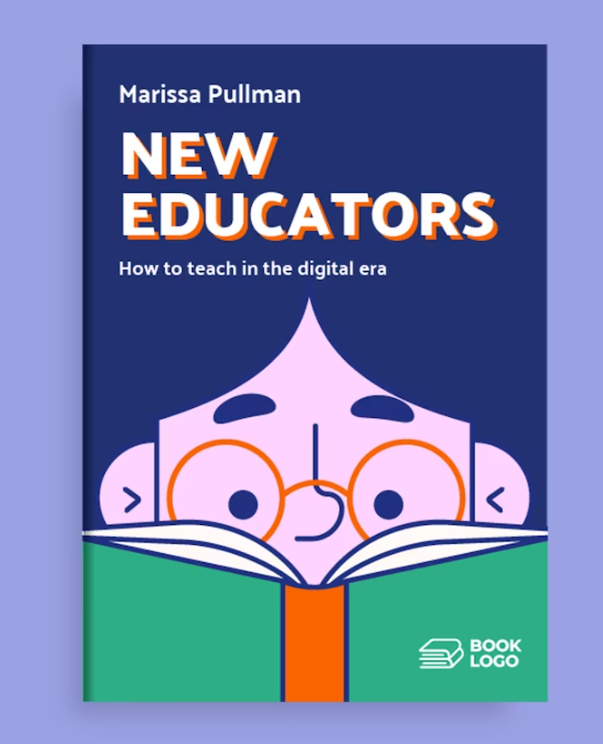 Marissa Pullman
NEW
EDUCATORS
How to teach in the digital era
BOOK
LOGO